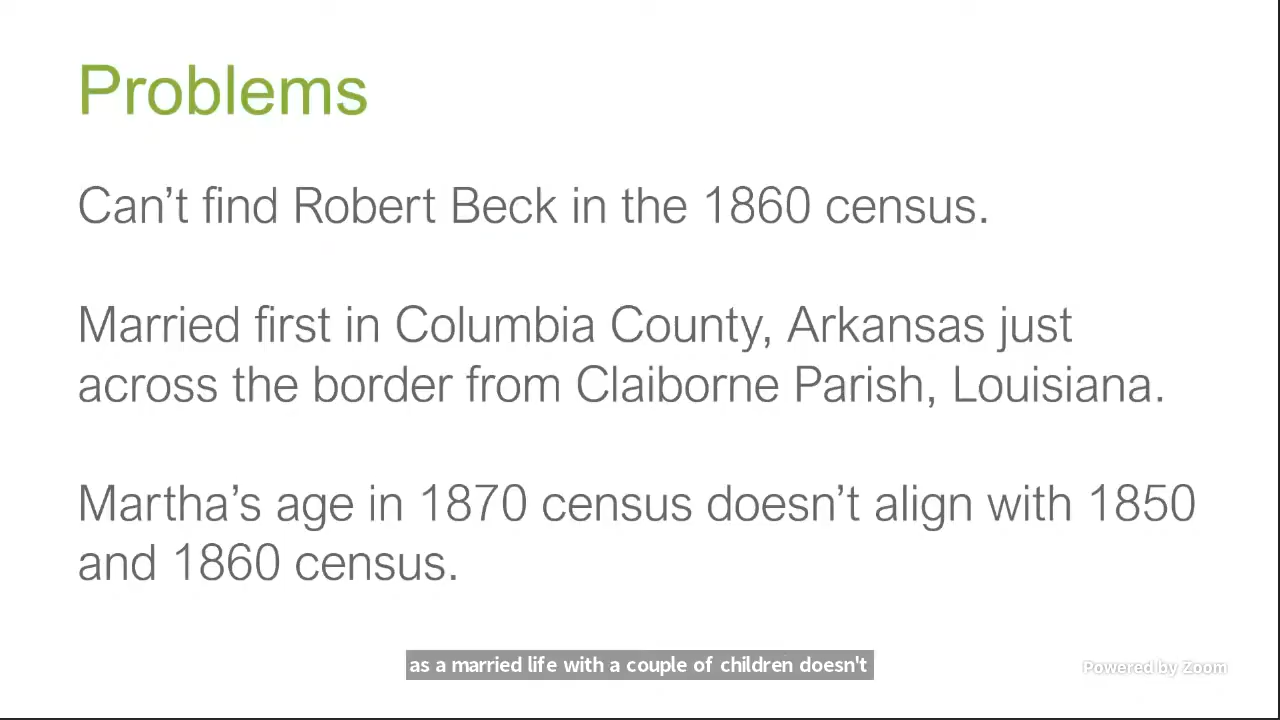 Problems
Can’t find Robert Beck in the 1860 census.
Married first in Columbia County, Arkansas just
across the border from Claiborne Parish, Louisiana.
Martha’s age in 1870 census doesn’t align with 1850
and 1860 census.
as a married life with a couple of children doesn't
Powered by Zoom